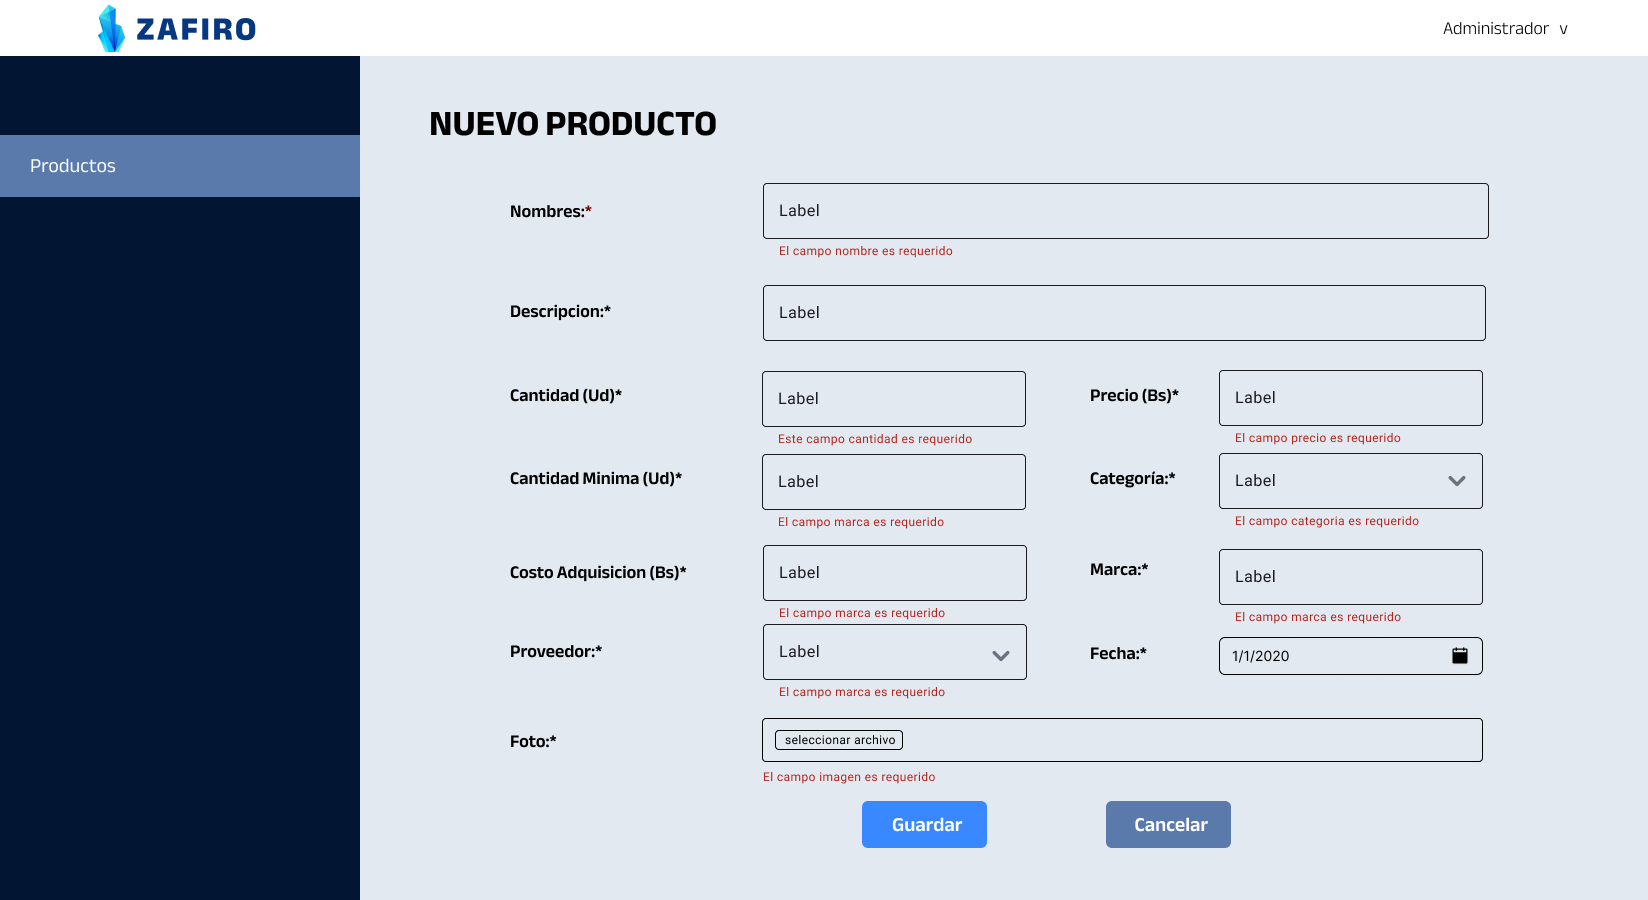 ZAFIRO
Administrador v
Productos
NUEVO PRODUCTO
Nombres:*
Label
El campo nombre es requerido
Descripcion:*
Label
Cantidad (Ud)*
Label
Este campo cantidad es requerido
Precio (Bs)*
Label
El campo precio es requerido
Cantidad Minima (Ud)*
Label
El campo marca es requerido
Categoría:*
Label
El campo categoria es requerido
Costo Adquisicion (Bs)*
Label
El campo marca es requerido
Marca:*
Label
El campo marca es requerido
Proveedor:*
Label
El campo marca es requerido
Fecha:*
1/1/2020
Foto:*
seleccionar archivo
El campo imagen es requerido
Guardar
Cancelar